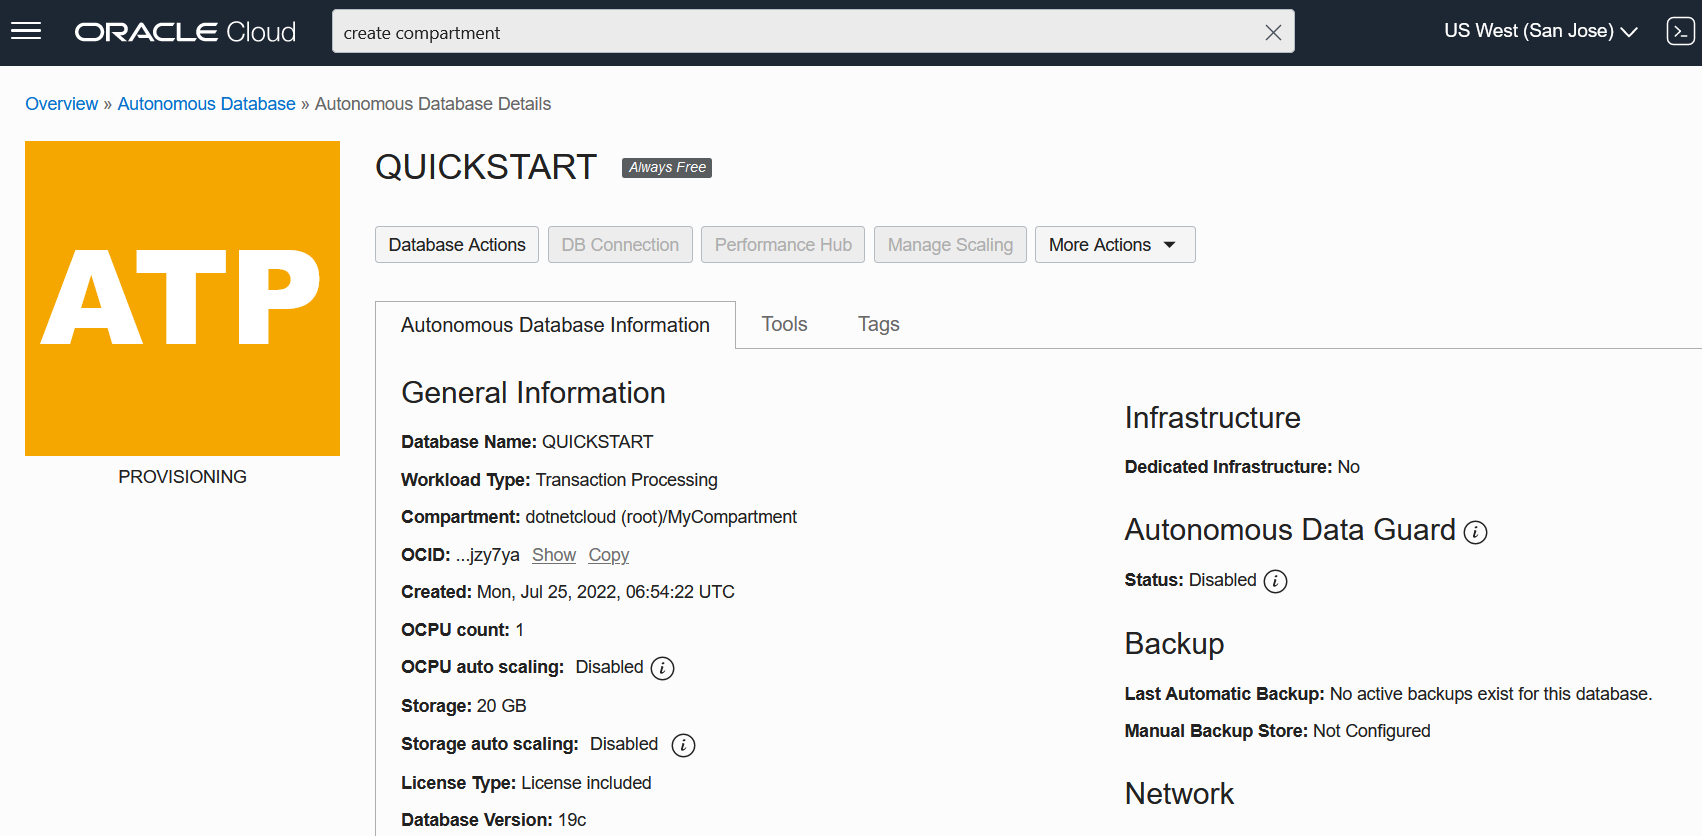 ORACLE Cloud
create compartment
US West (San Jose)
Overview » Autonomous Database » Autonomous Database Details
ATP
PROVISIONING
QUICKSTART Always Free
Database Actions DB Connection Performance Hub Manage Scaling More Actions
Autonomous Database Information Tools Tags
General Information
Database Name: QUICKSTART
Workload Type: Transaction Processing
Compartment: dotnetcloud (root)/MyCompartment
OCID: ...jzy7ya Show Copy
Created: Mon, Jul 25, 2022, 06:54:22 UTC
OCPU count: 1
OCPU auto scaling: Disabled i
Storage: 20 GB
Storage auto scaling: Disabled i
License Type: License included
Database Version: 19c
Infrastructure
Dedicated Infrastructure: No
Autonomous Data Guard i
Status: Disabled i
Backup
Last Automatic Backup: No active backups exist for this database.
Manual Backup Store: Not Configured
Network